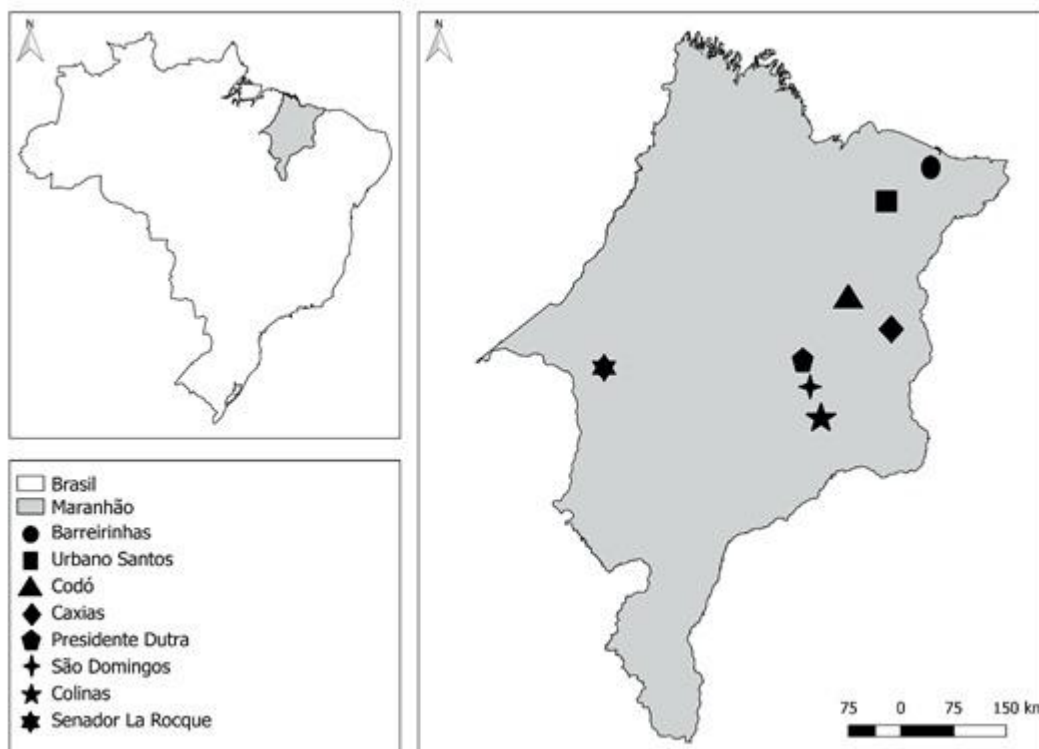 N
N
Brasil
Maranhão
Barreirinhas
Urbano Santos
Codó
Caxias
Presidente Dutra
São Domingos
Colinas
Senador La Rocque
75 0 75 150 km